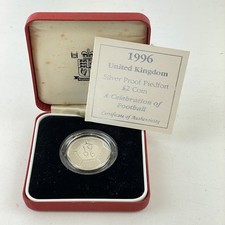 1996
United Kingdom
Silver Proof Piedfort
£2 Coin
A Celebration of
Football
Certificate of Authenticity